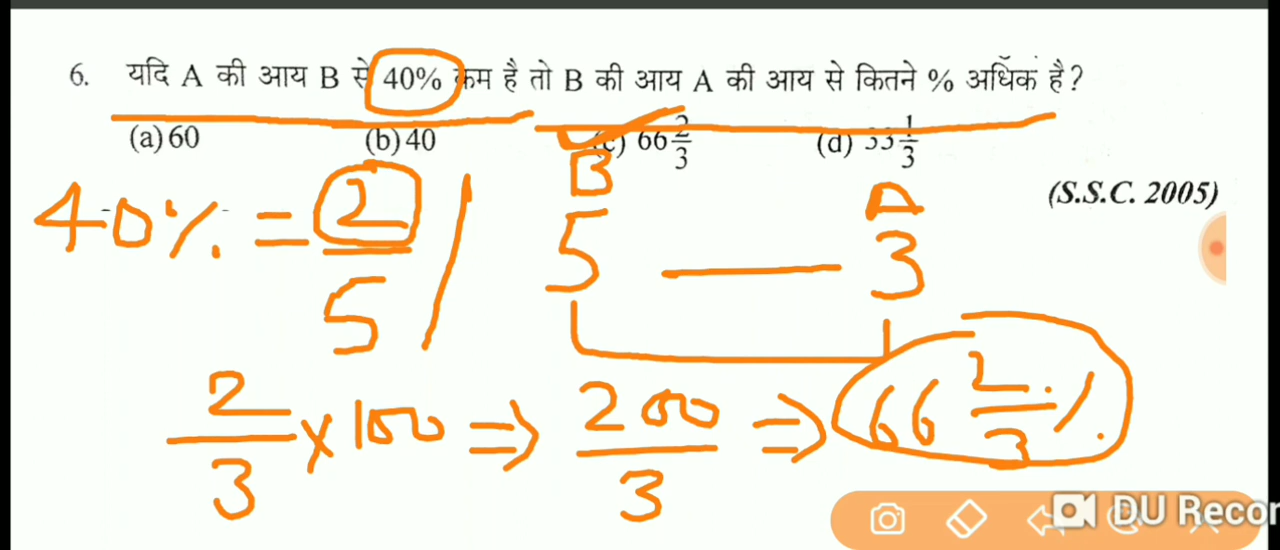 6. यदि A की आय B से 40% कम है तो B की आय A की आय से कितने % अधिक है?
(a) 60 (b) 40 (c) 66 2/3 (d) 33 1/3
(S.S.C. 2005)
B A
40% = 2/5 5 3
2/3 × 100 ⇒ 200/3 ⇒ 66 2/3 %
DU Recor